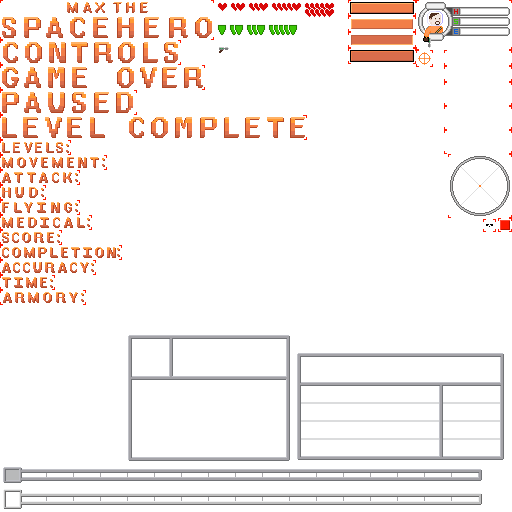 MAX THE
SPACEHERO
CONTROLS
GAME OVER
PAUSED
LEVEL COMPLETE
LEVELS:
MOVEMENT:
ATTACK:
HUD:
FLYING:
MEDICAL:
SCORE:
COMPLETION:
ACCURACY:
TIME:
ARMORY: